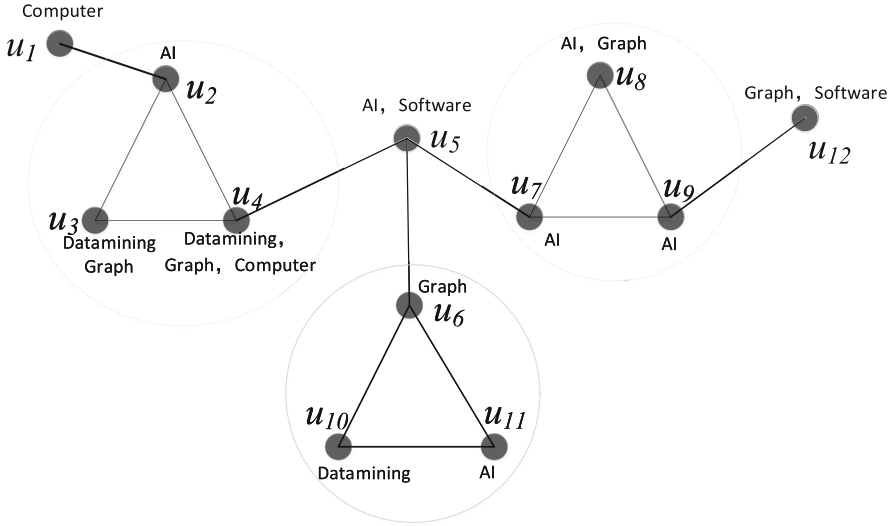 Computer
u1
AI
u2
u3
Datamining
Graph
u4
Datamining,
Graph, Computer
AI, Software
u5
AI, Graph
u8
u7
AI
u9
AI
Graph, Software
u12
Graph
u6
u10
Datamining
u11
AI